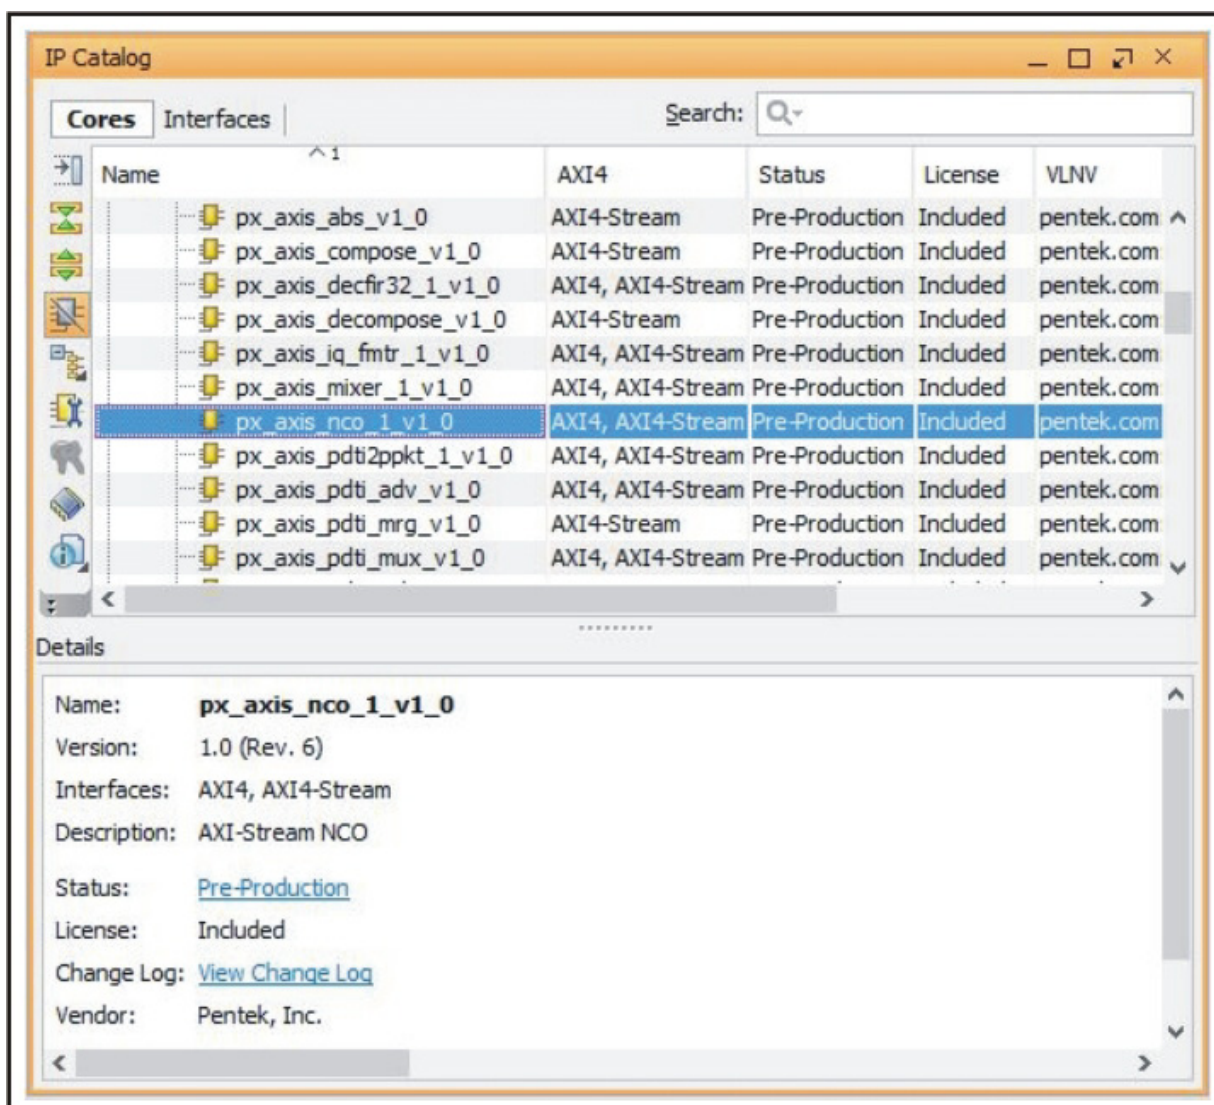 IP Catalog
Cores Interfaces Search:
Name 1 AXI4 Status License VLNV
px_axis_abs_v1_0 AXI4-Stream Pre-Production Included pentek.com
px_axis_compose_v1_0 AXI4-Stream Pre-Production Included pentek.com
px_axis_decfir32_1_v1_0 AXI4, AXI4-Stream Pre-Production Included pentek.com
px_axis_decompose_v1_0 AXI4-Stream Pre-Production Included pentek.com
px_axis_iq_fmtr_1_v1_0 AXI4, AXI4-Stream Pre-Production Included pentek.com
px_axis_mixer_1_v1_0 AXI4, AXI4-Stream Pre-Production Included pentek.com
px_axis_nco_1_v1_0 AXI4, AXI4-Stream Pre-Production Included pentek.com
px_axis_pdti2ppkt_1_v1_0 AXI4, AXI4-Stream Pre-Production Included pentek.com
px_axis_pdti_adv_v1_0 AXI4, AXI4-Stream Pre-Production Included pentek.com
px_axis_pdti_mrg_v1_0 AXI4-Stream Pre-Production Included pentek.com
px_axis_pdti_mux_v1_0 AXI4, AXI4-Stream Pre-Production Included pentek.com
Details
Name: px_axis_nco_1_v1_0
Version: 1.0 (Rev. 6)
Interfaces: AXI4, AXI4-Stream
Description: AXI-Stream NCO
Status: Pre-Production
License: Included
Change Log: View Change Log
Vendor: Pentek, Inc.